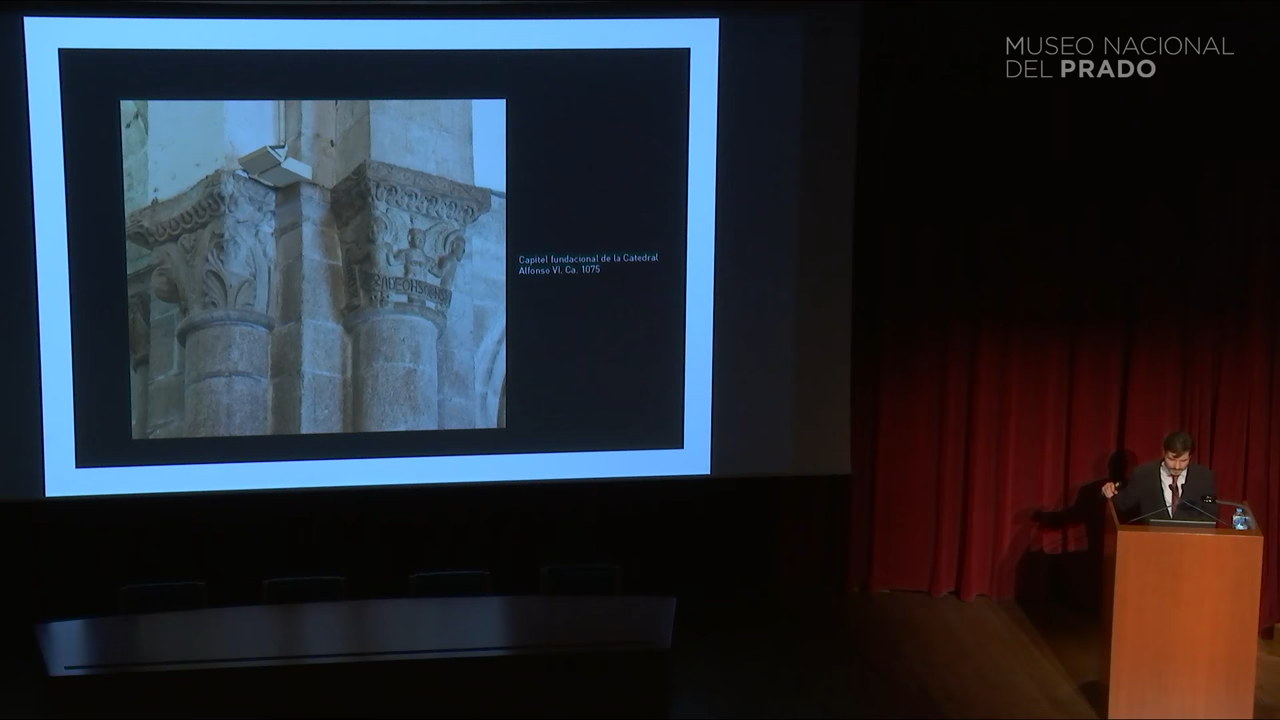 MUSEO NACIONAL
DEL PRADO
Capitel fundacional de la Catedral
Alfonso VI. Ca. 1075